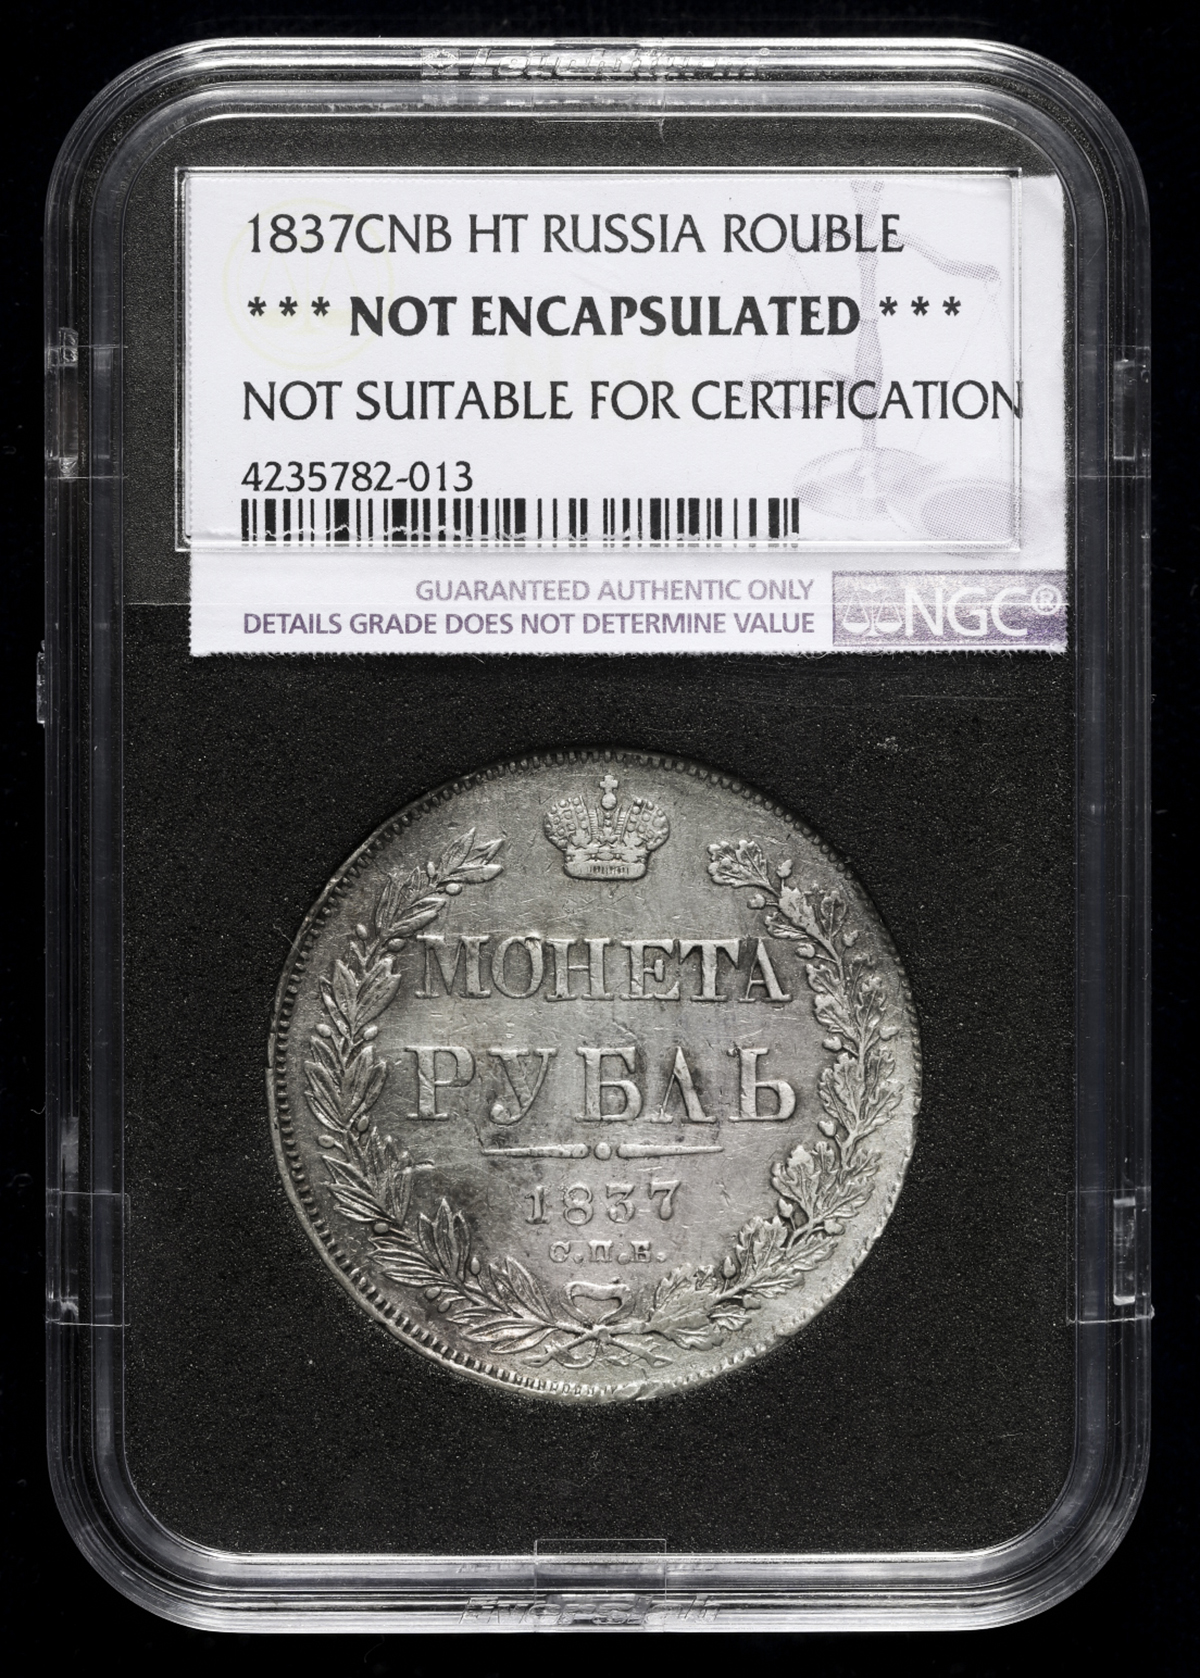 Leuchtturm
1837CNB HT RUSSIA ROUBLE
*** NOT ENCAPSULATED ***
NOT SUITABLE FOR CERTIFICATION
4235782-013
GUARANTEED AUTHENTIC ONLY
DETAILS GRADE DOES NOT DETERMINE VALUE
NGC®
МОНЕТА
РУБЛЬ
1837
С.П.Б.